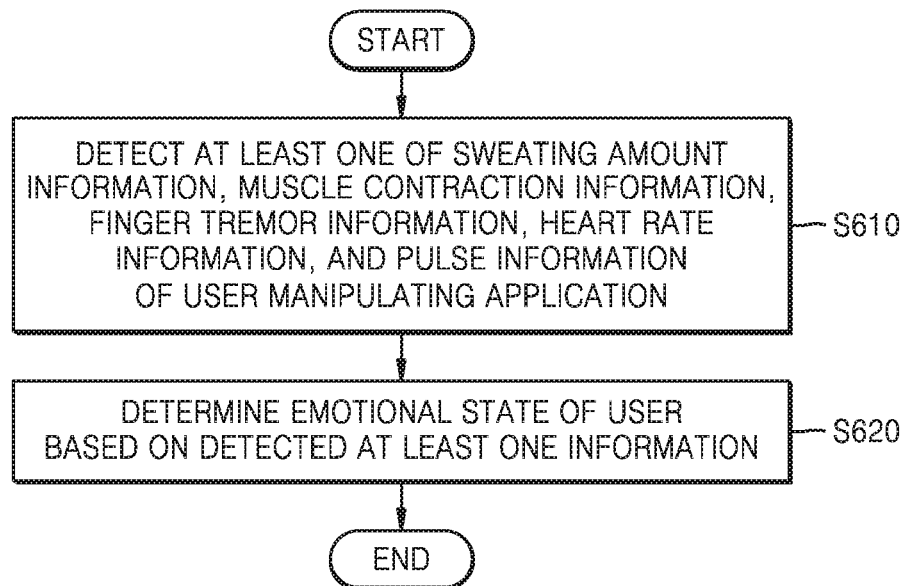 START
DETECT AT LEAST ONE OF SWEATING AMOUNT
INFORMATION, MUSCLE CONTRACTION INFORMATION,
FINGER TREMOR INFORMATION, HEART RATE
INFORMATION, AND PULSE INFORMATION
OF USER MANIPULATING APPLICATION
S610
DETERMINE EMOTIONAL STATE OF USER
BASED ON DETECTED AT LEAST ONE INFORMATION
S620
END